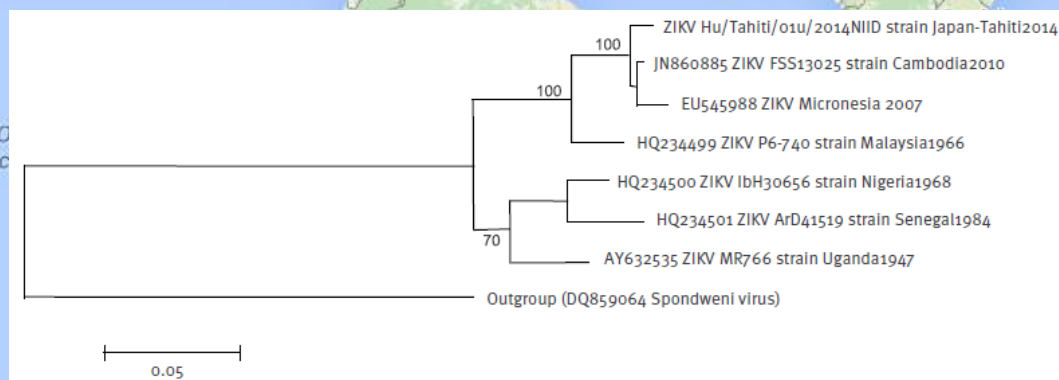 ZIKV Hu/Tahiti/01u/2014NIID strain Japan-Tahiti2014
100
JN860885 ZIKV FSS13025 strain Cambodia2010
100
EU545988 ZIKV Micronesia 2007
HQ234499 ZIKV P6-740 strain Malaysia1966
HQ234500 ZIKV IbH30656 strain Nigeria1968
HQ234501 ZIKV ArD41519 strain Senegal1984
70
AY632535 ZIKV MR766 strain Uganda1947
Outgroup (DQ859064 Spondweni virus)
0.05